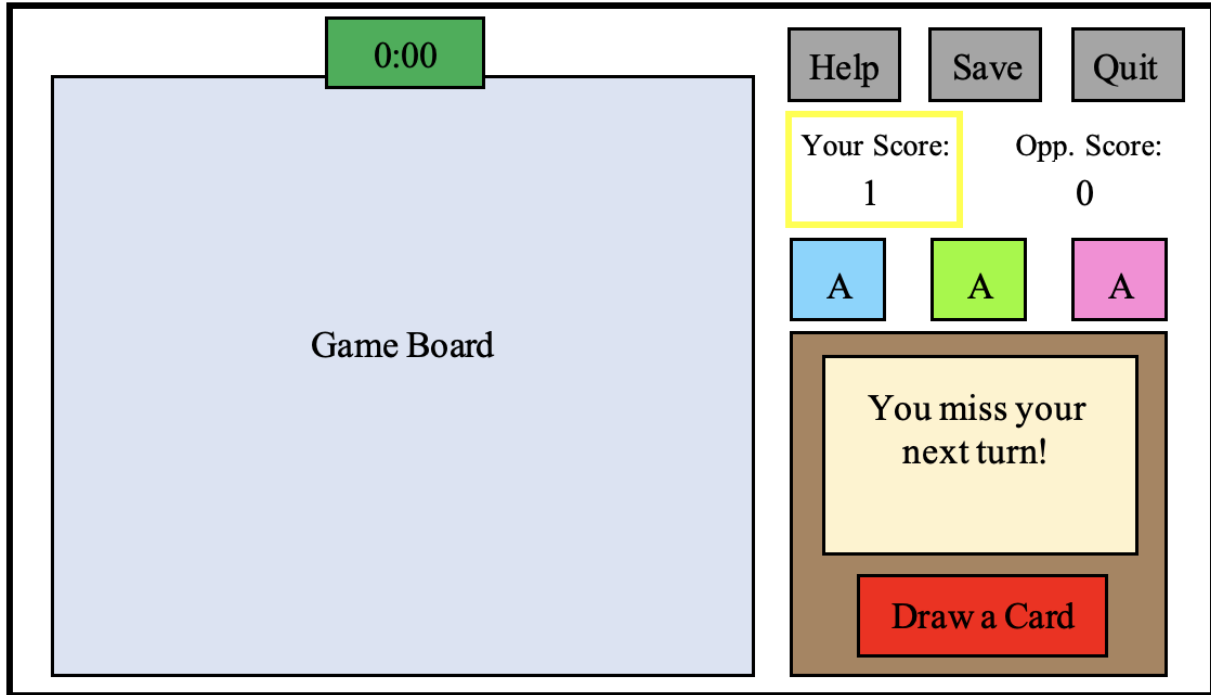 0:00
Help
Save
Quit
Your Score:
1
Opp. Score:
0
A
A
A
Game Board
You miss your
next turn!
Draw a Card